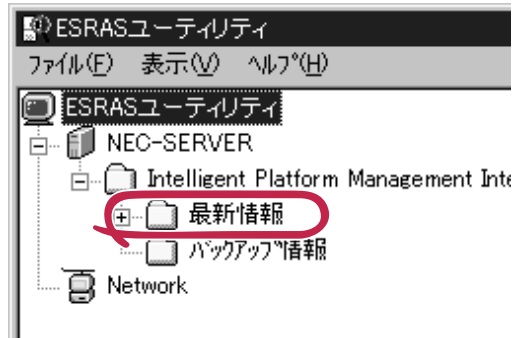 ESRASユーティリティ
ファイル(F) 表示(V) ヘルプ(H)
ESRASユーティリティ
NEC-SERVER
Intelligent Platform Management Inte
最新情報
バックアップ情報
Network